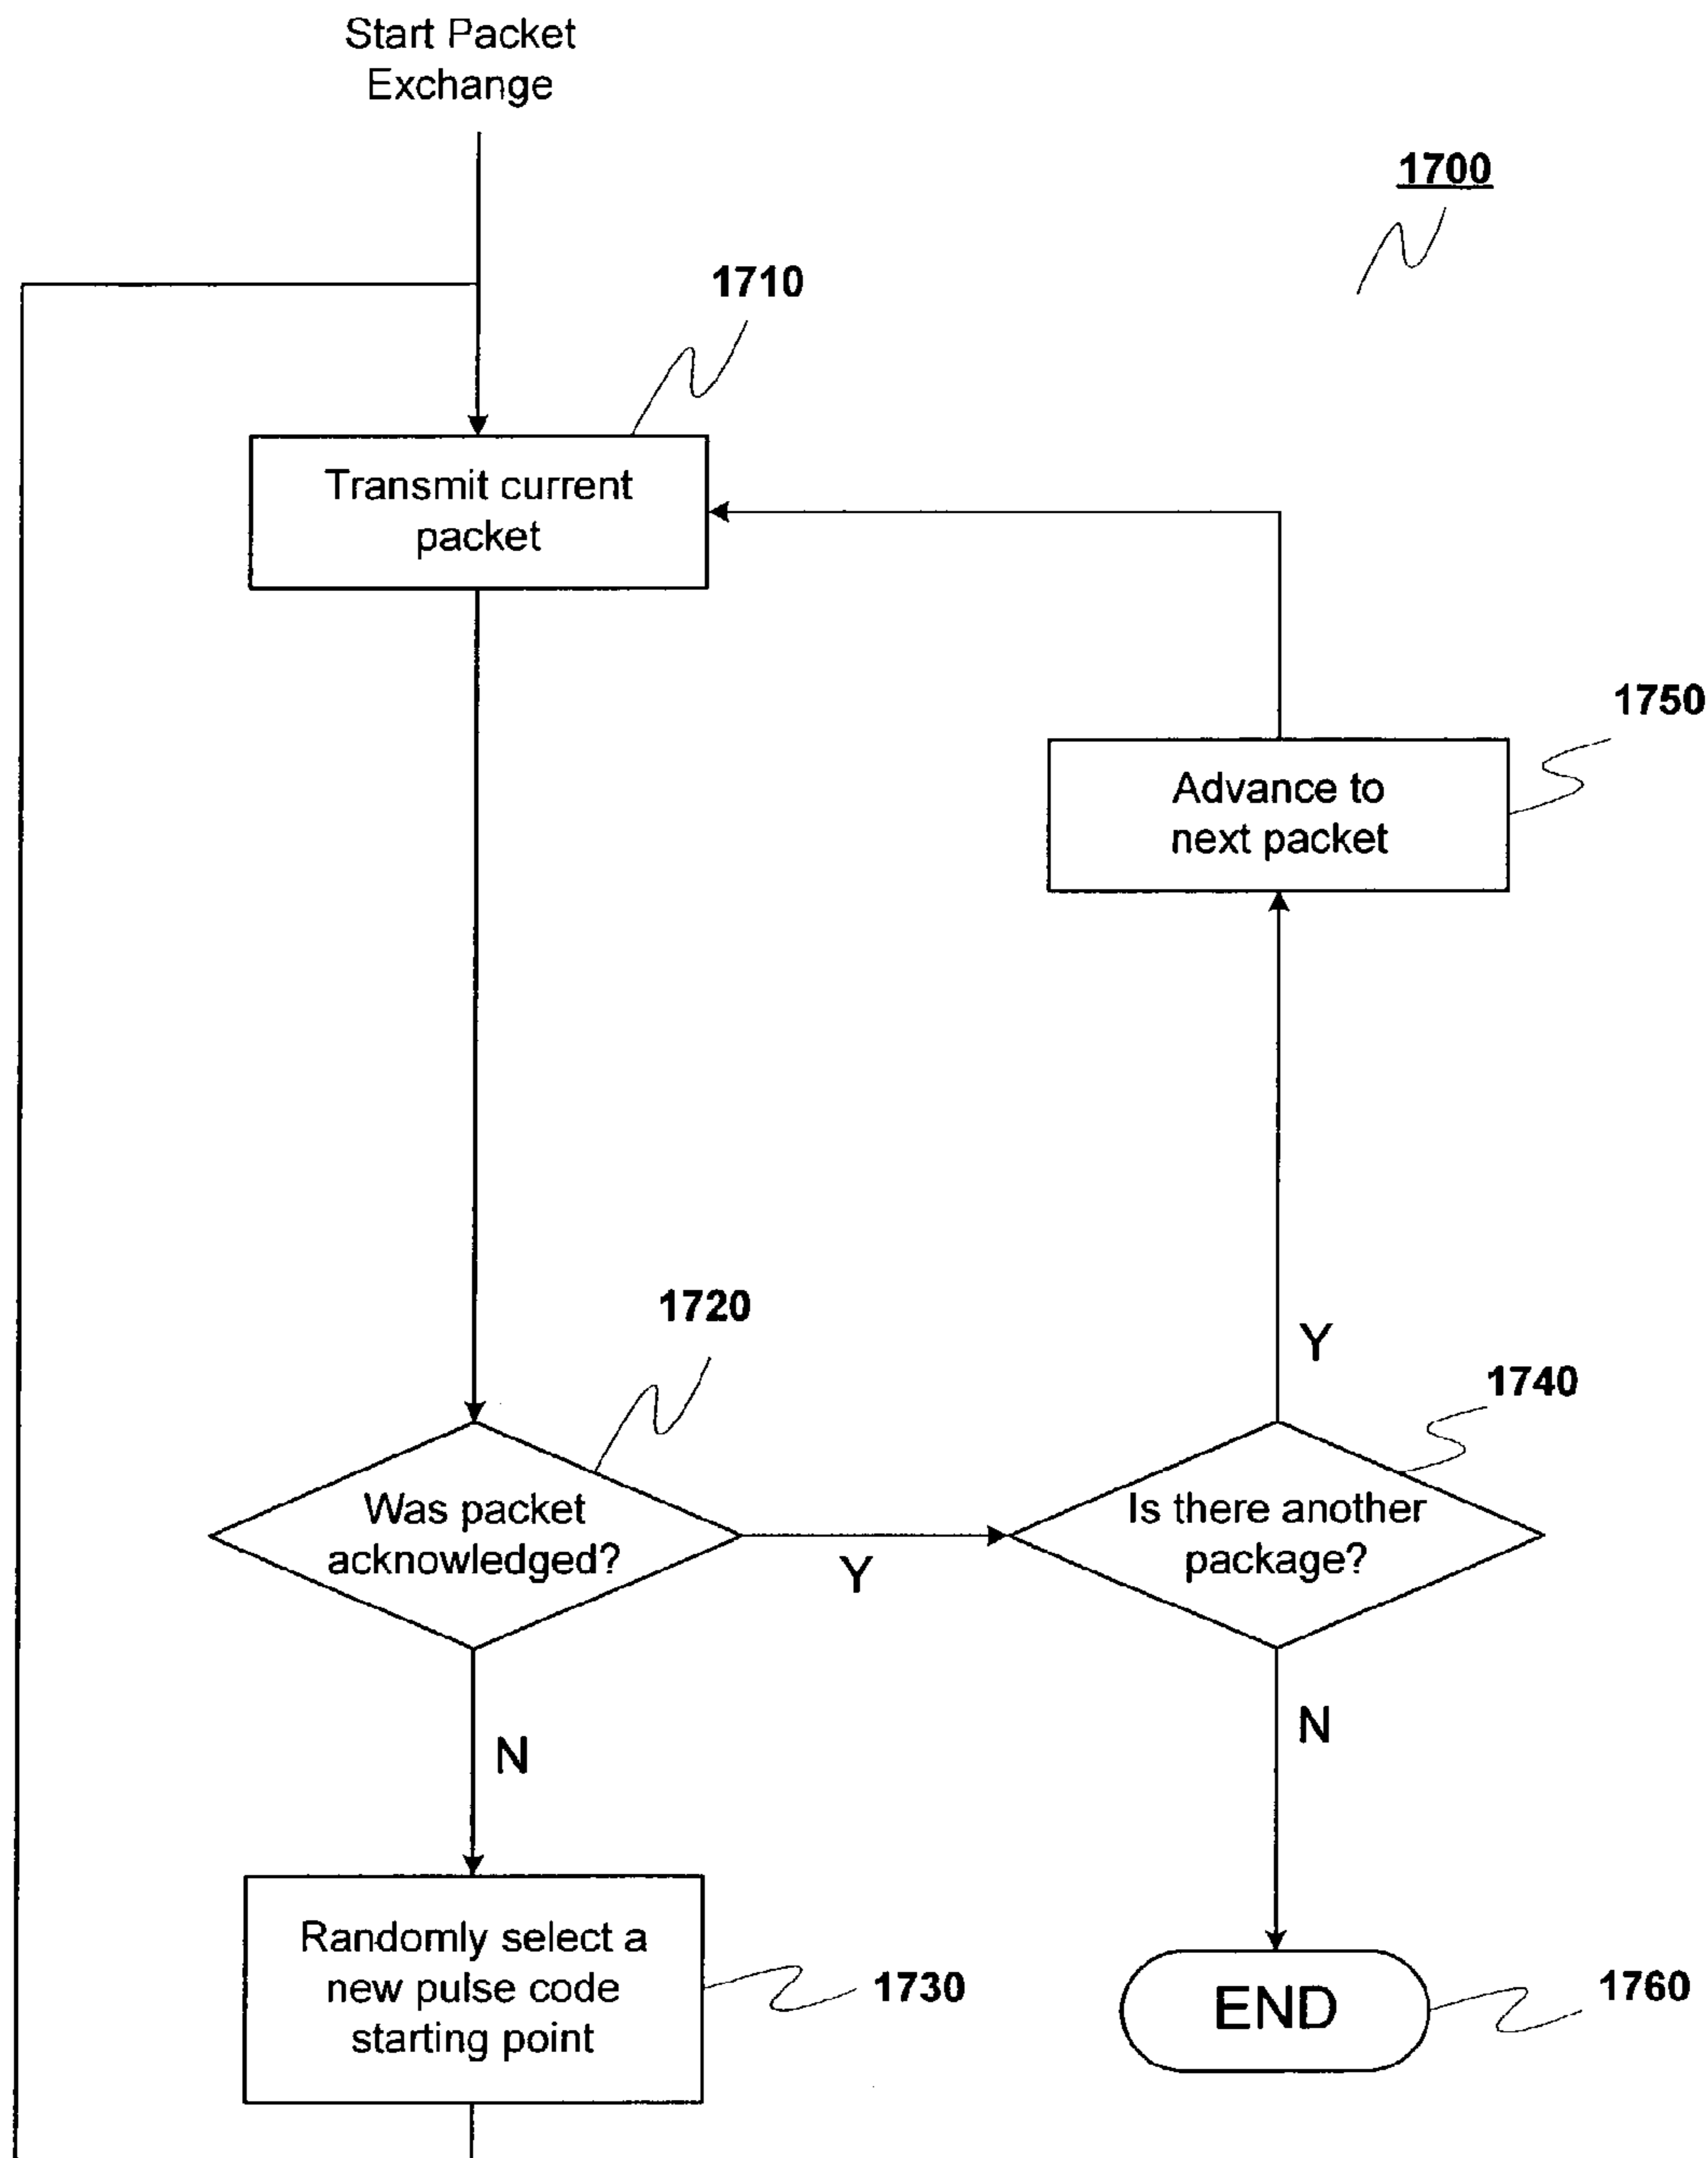 Start Packet
Exchange
1700
1710
Transmit current
packet
1750
Advance to
next packet
1720
Y
1740
Was packet
acknowledged?
Y
Is there another
package?
N
N
Randomly select a
new pulse code
starting point
1730
END
1760